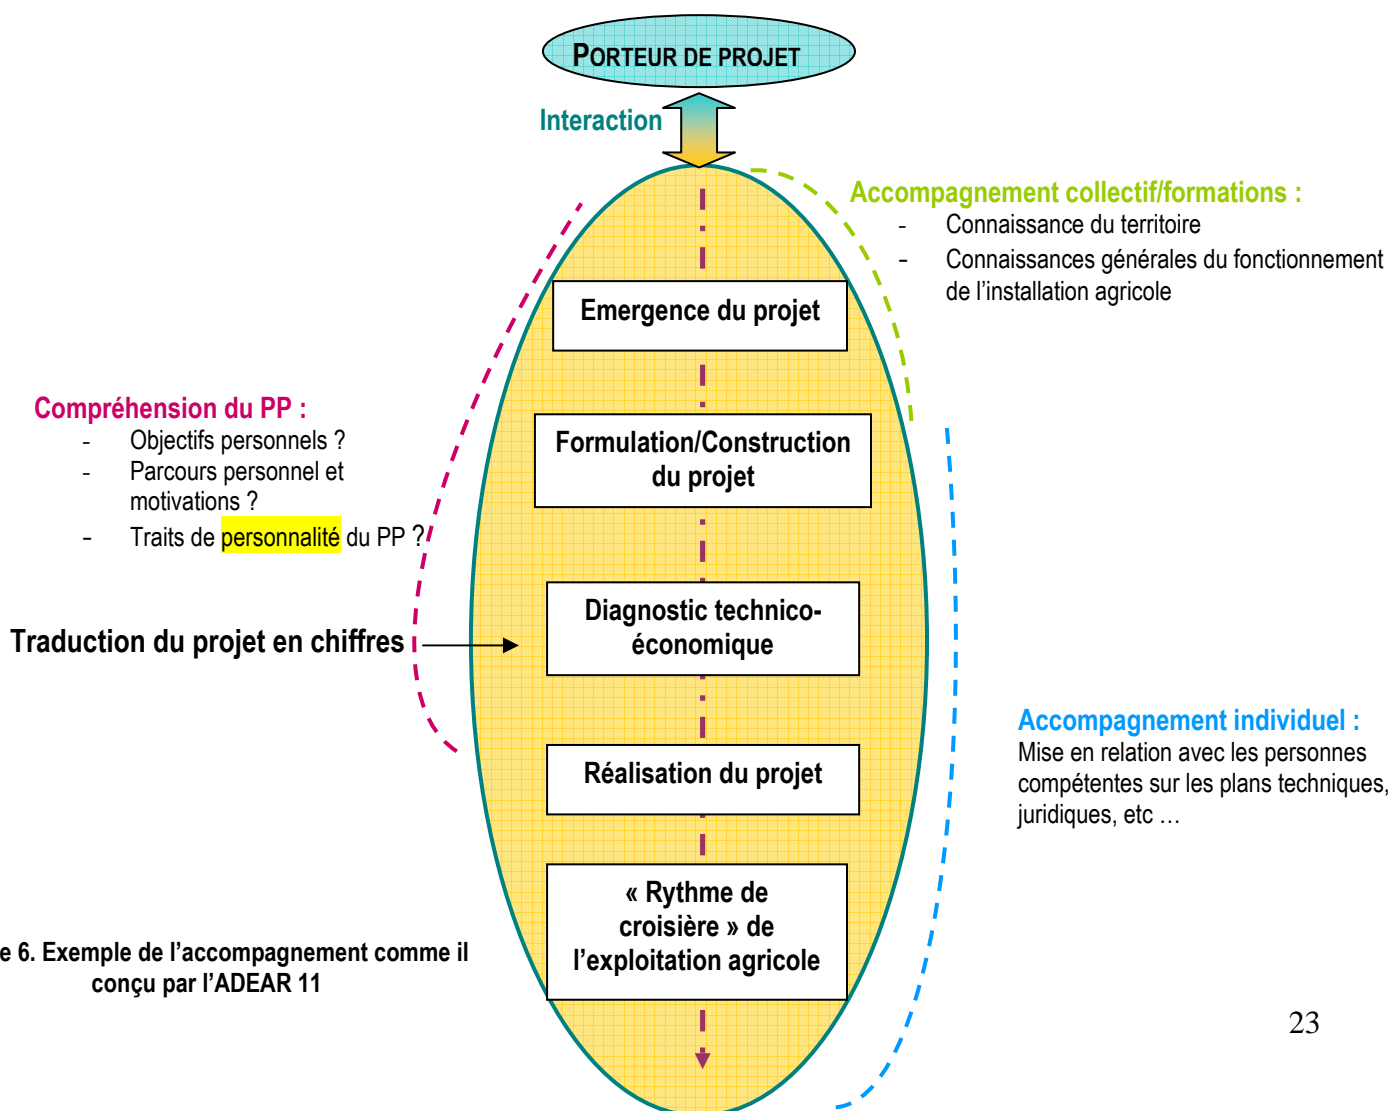 PORTEUR DE PROJET
Interaction
Accompagnement collectif/formations :
- Connaissance du territoire
- Connaissances générales du fonctionnement
de l’installation agricole
Emergence du projet
Compréhension du PP :
- Objectifs personnels ?
- Parcours personnel et
motivations ?
- Traits de personnalité du PP ?
Formulation/Construction
du projet
Traduction du projet en chiffres
Diagnostic technico-
économique
Accompagnement individuel :
Mise en relation avec les personnes
compétentes sur les plans techniques,
juridiques, etc …
Réalisation du projet
« Rythme de
croisière » de
l’exploitation agricole
e 6. Exemple de l’accompagnement comme il
conçu par l’ADEAR 11
23